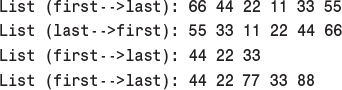 List (first-->last): 66 44 22 11 33 55
List (last-->first): 55 33 11 22 44 66
List (first-->last): 44 22 33
List (first-->last): 44 22 77 33 88